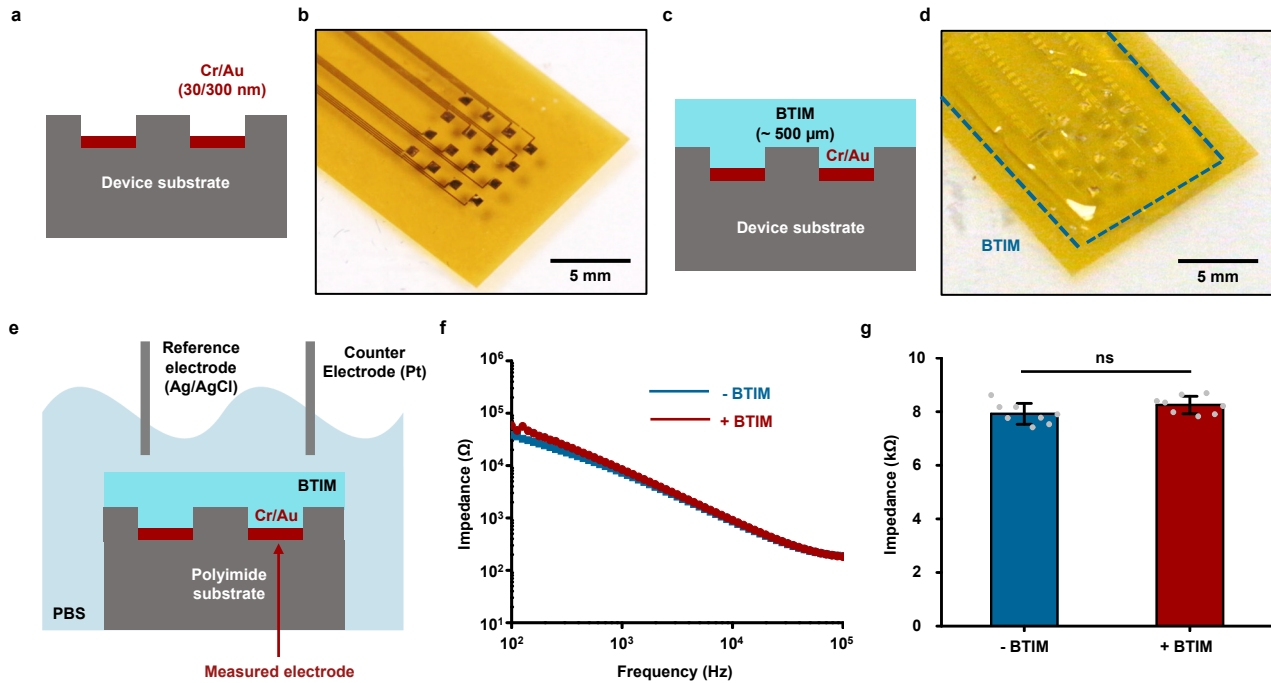 a
Cr/Au
(30/300 nm)
Device substrate
b
5 mm
c
BTIM
(~ 500 µm)
Cr/Au
Device substrate
d
BTIM
5 mm
e
Reference
electrode
(Ag/AgCl)
Counter
Electrode (Pt)
BTIM
Cr/Au
Polyimide
substrate
PBS
Measured electrode
f
Impedance (Ω)
10⁶
10⁵
10⁴
10³
10²
10¹
- BTIM
+ BTIM
10²
10³
10⁴
10⁵
Frequency (Hz)
g
Impedance (kΩ)
10
8
6
4
2
0
ns
- BTIM
+ BTIM